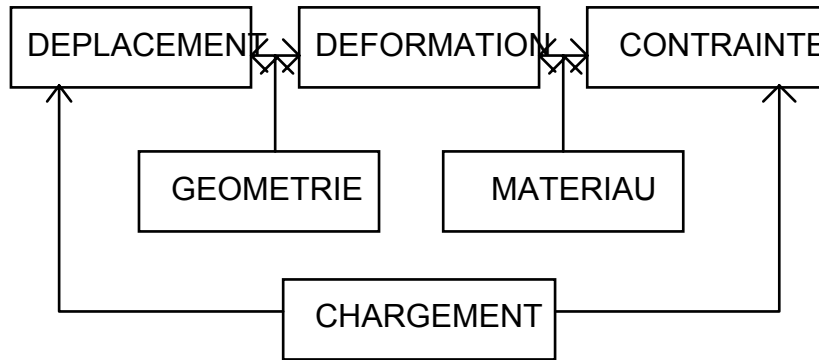 DEPLACEMENT DEFORMATION CONTRAINTE
GEOMETRIE MATERIAU
CHARGEMENT